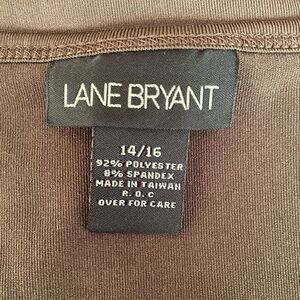 LANE BRYANT
14/16
92% POLYESTER
8% SPANDEX
MADE IN TAIWAN
R. O. C
OVER FOR CARE